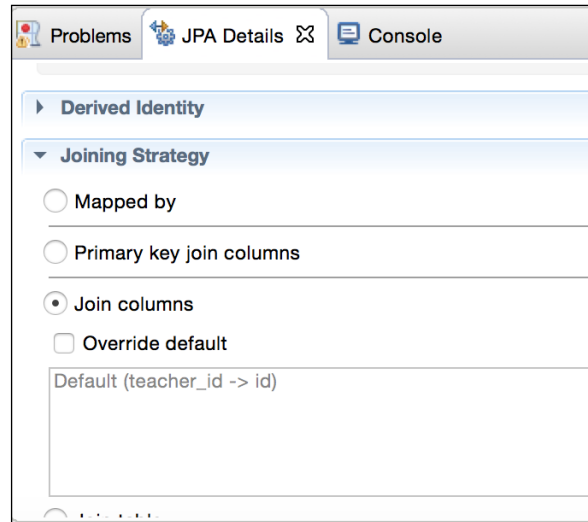 Problems JPA Details Console
Derived Identity
Joining Strategy
Mapped by
Primary key join columns
Join columns
Override default
Default (teacher_id -> id)